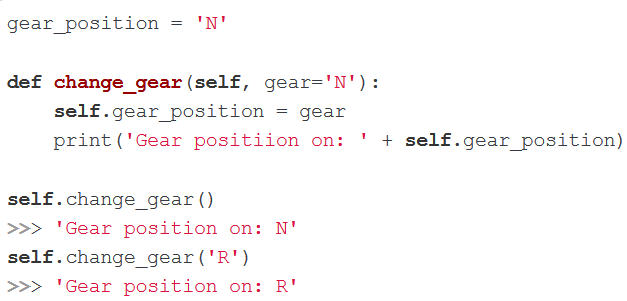 gear_position = 'N'

def change_gear(self, gear='N'):
    self.gear_position = gear
    print('Gear positiion on: ' + self.gear_position)

self.change_gear()
>>> 'Gear position on: N'
self.change_gear('R')
>>> 'Gear position on: R'